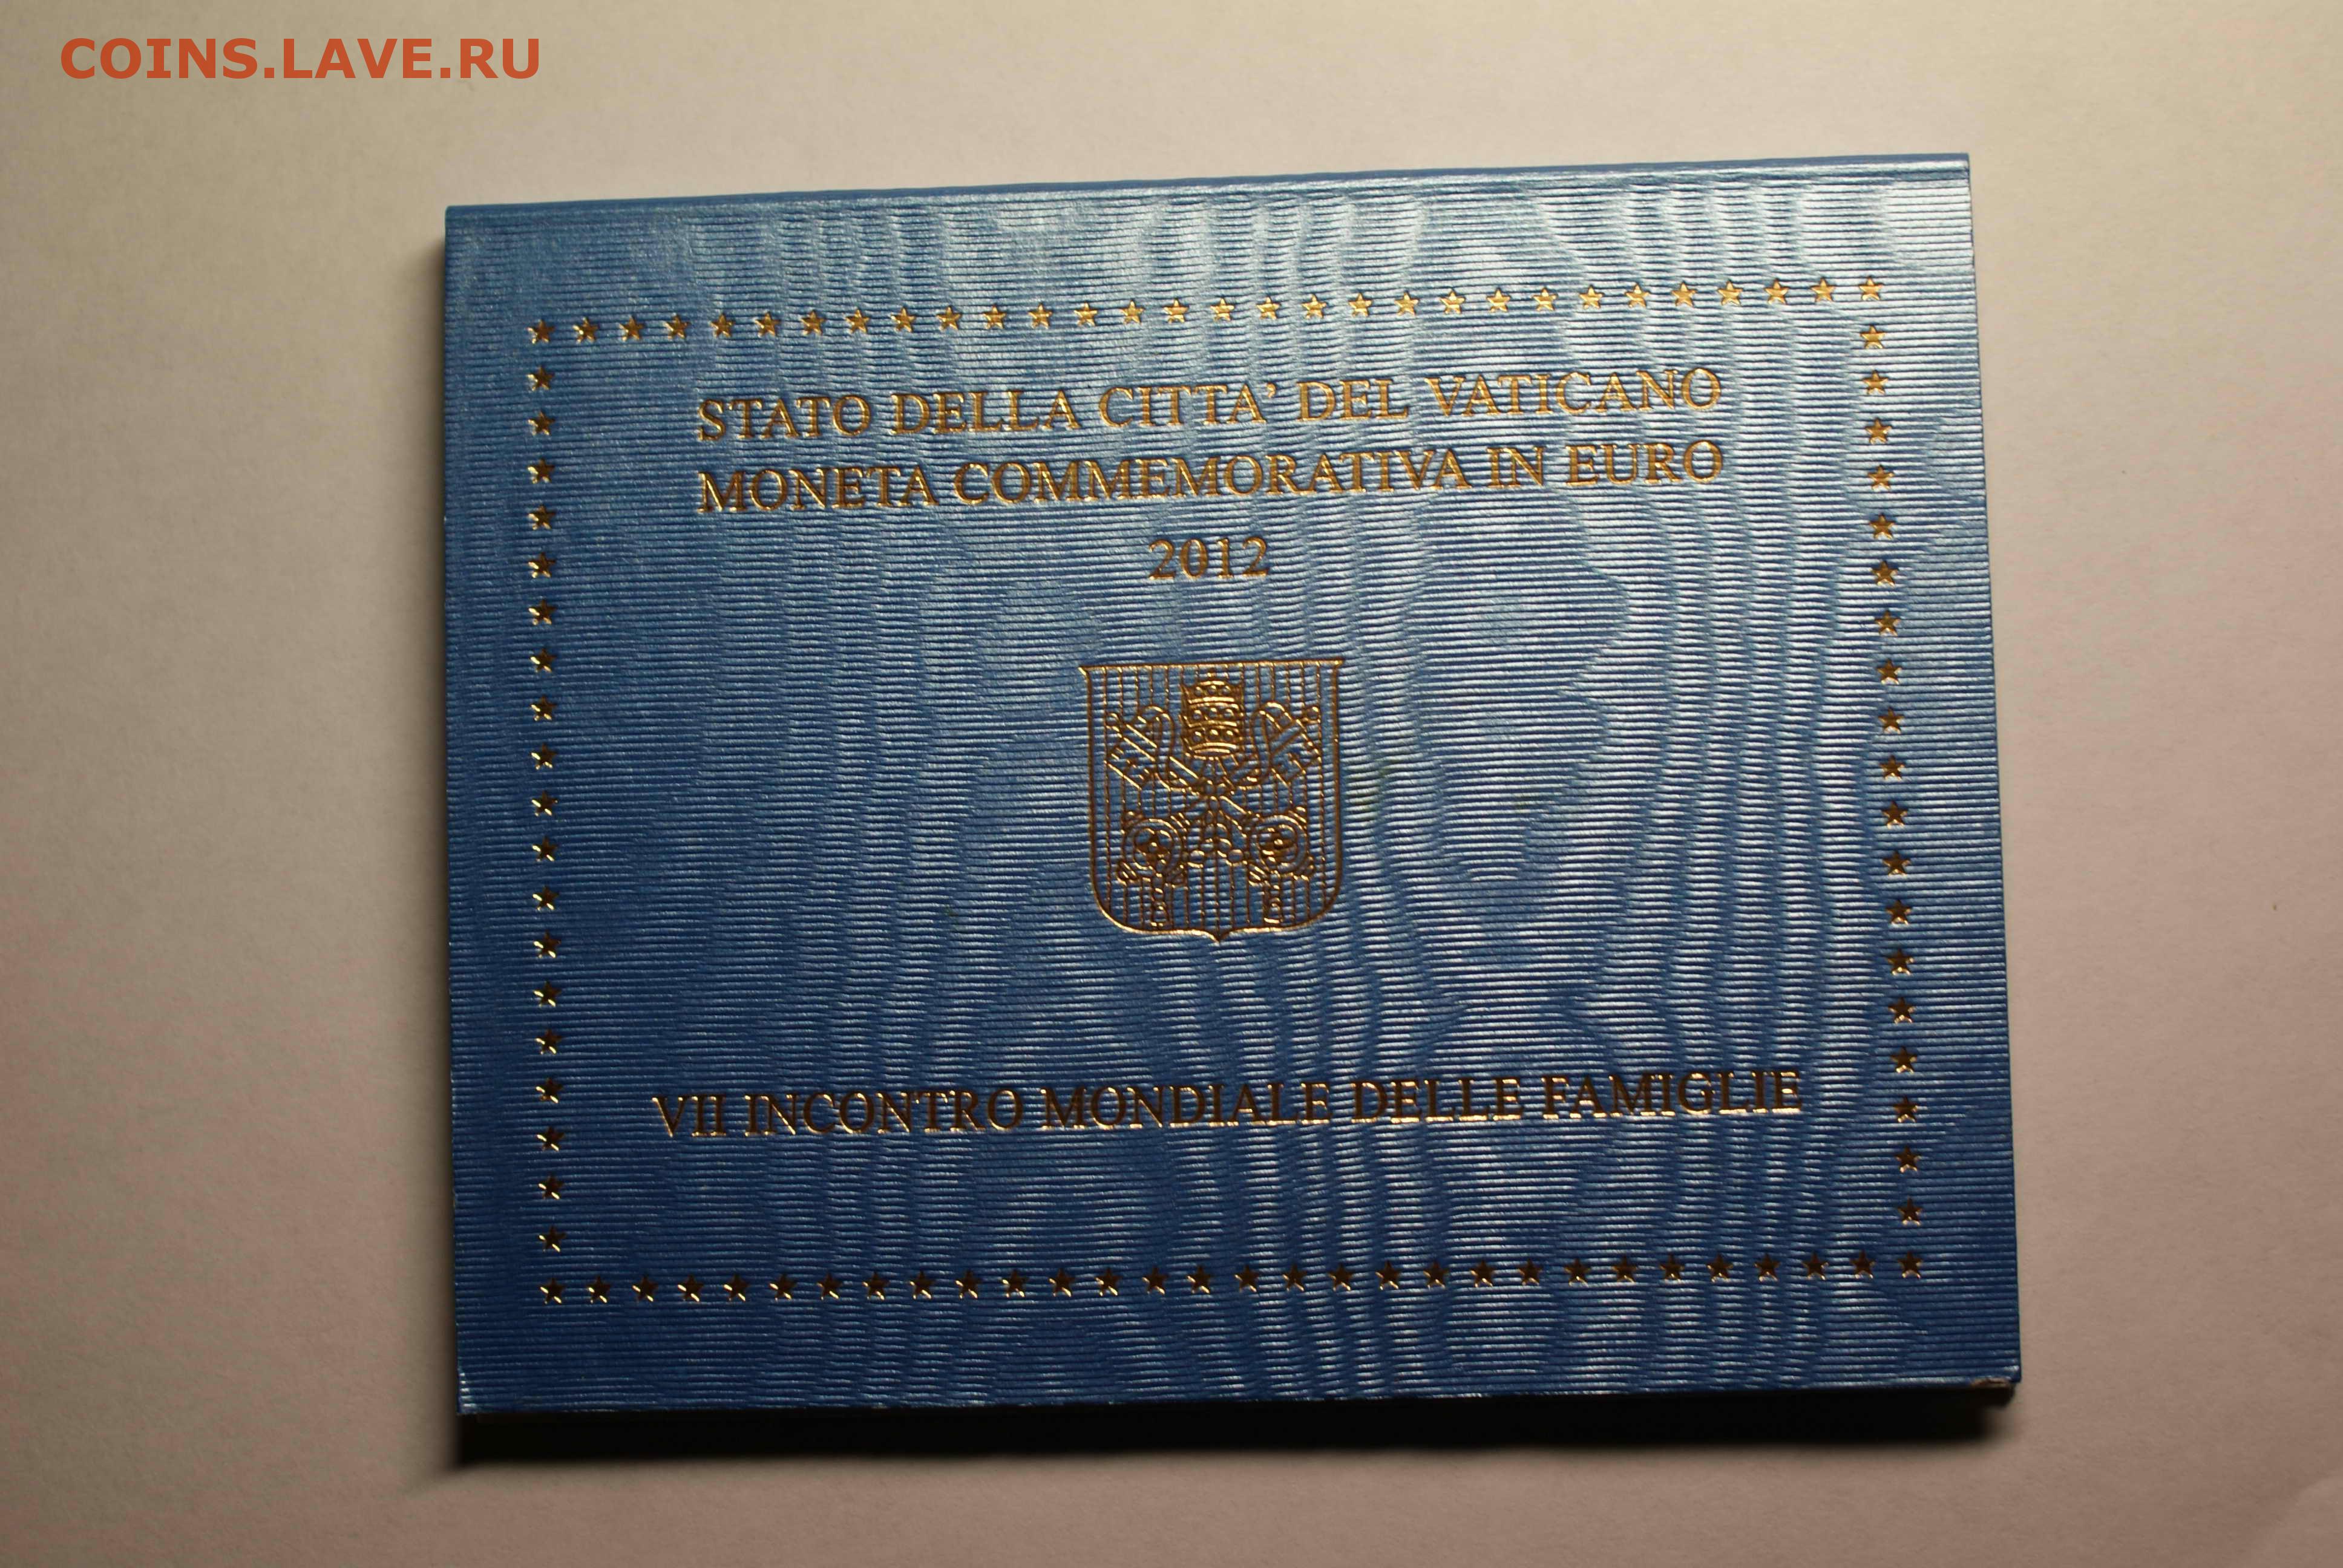 COINS.LAVE.RU
STATO DELLA CITTA' DEL VATICANO
MONETA COMMEMORATIVA IN EURO
2012
VII INCONTRO MONDIALE DELLE FAMIGLIE